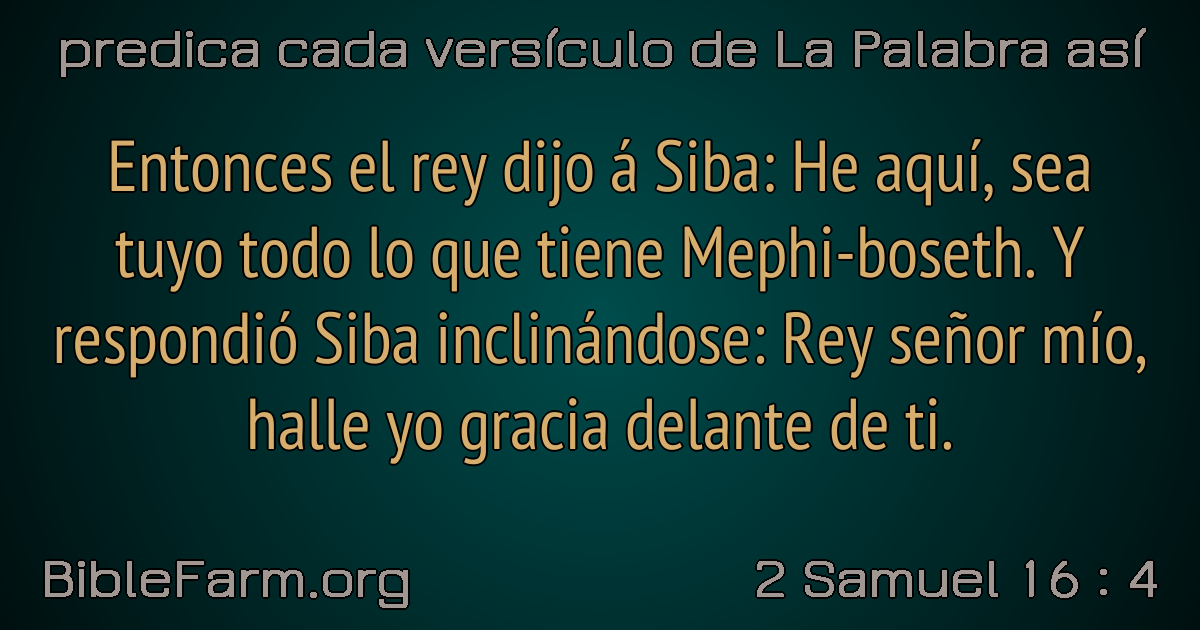 predica cada versículo de La Palabra así
Entonces el rey dijo á Siba: He aquí, sea
tuyo todo lo que tiene Mephi-boseth. Y
respondió Siba inclinándose: Rey señor mío,
halle yo gracia delante de ti.
BibleFarm.org
2 Samuel 16 : 4